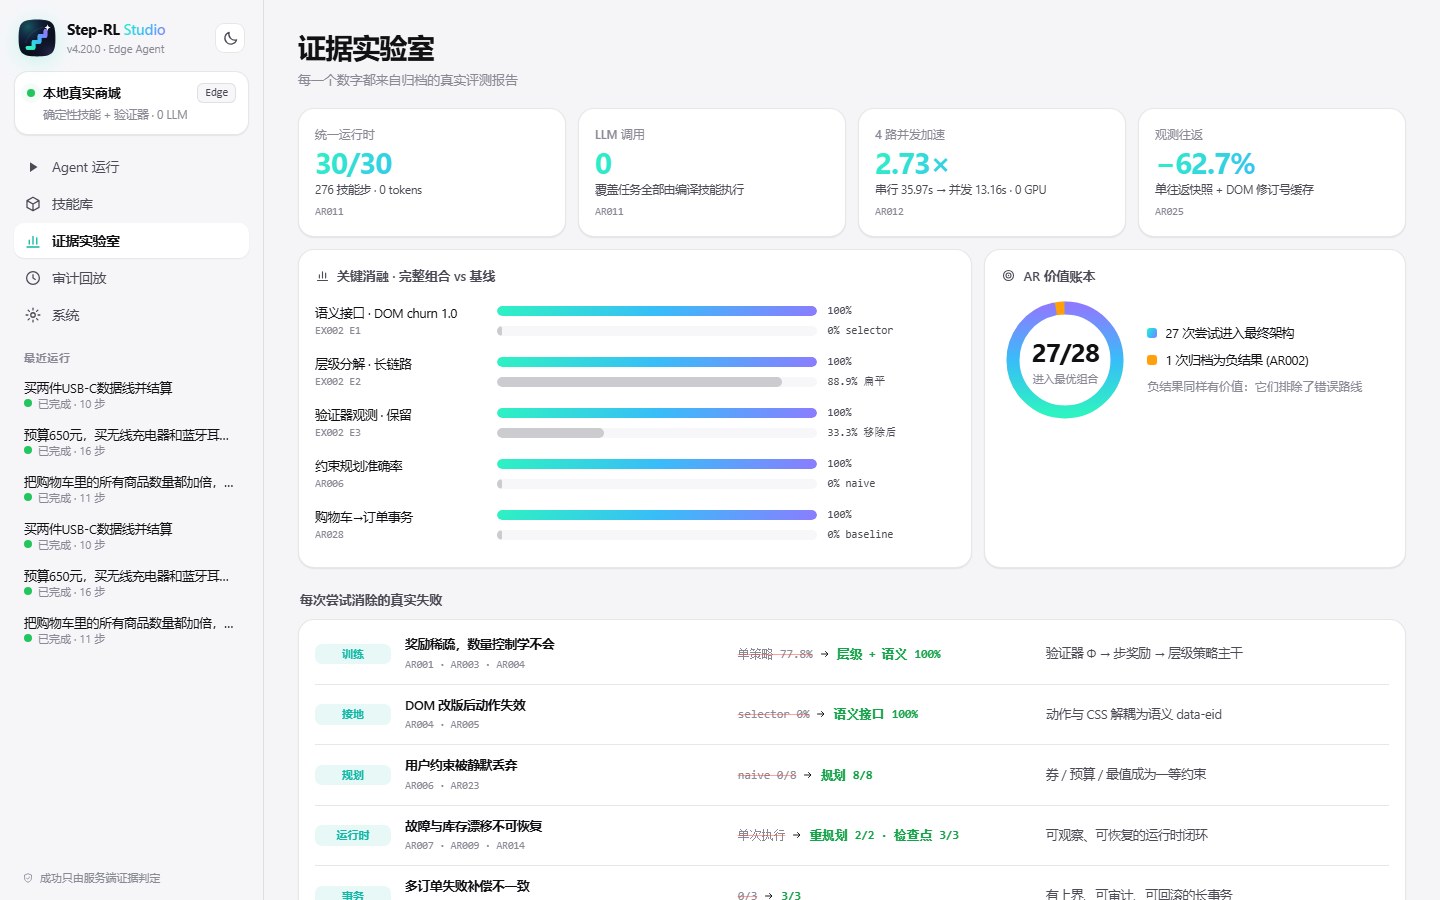 Step-RL Studio
v4.20.0 · Edge Agent
本地真实商城
Edge
确定性技能 + 验证器 · 0 LLM
Agent 运行
技能库
证据实验室
审计回放
系统
最近运行
买两件USB-C数据线并结算
已完成 · 10 步
预算650元，买无线充电器和蓝牙耳...
已完成 · 16 步
把购物车里的所有商品数量都加倍，...
已完成 · 11 步
买两件USB-C数据线并结算
已完成 · 10 步
预算650元，买无线充电器和蓝牙耳...
已完成 · 16 步
把购物车里的所有商品数量都加倍，...
已完成 · 11 步
成功只由服务端证据判定
证据实验室
每一个数字都来自归档的真实评测报告
统一运行时
30/30
276 技能步 · 0 tokens
AR011
LLM 调用
0
覆盖任务全部由编译技能执行
AR011
4 路并发加速
2.73×
串行 35.97s → 并发 13.16s · 0 GPU
AR012
观测往返
−62.7%
单往返快照 + DOM 修订号缓存
AR025
关键消融 · 完整组合 vs 基线
语义接口 · DOM churn 1.0
EX002 E1
100%
0% selector
层级分解 · 长链路
EX002 E2
100%
88.9% 扁平
验证器观测 · 保留
EX002 E3
100%
33.3% 移除后
约束规划准确率
AR006
100%
0% naive
购物车→订单事务
AR028
100%
0% baseline
AR 价值账本
27/28
进入最优组合
27 次尝试进入最终架构
1 次归档为负结果 (AR002)
负结果同样有价值：它们排除了错误路线
每次尝试消除的真实失败
训练
奖励稀疏，数量控制学不会
AR001 · AR003 · AR004
单策略 77.8% → 层级 + 语义 100%
验证器 Φ → 步奖励 → 层级策略主干
接地
DOM 改版后动作失效
AR004 · AR005
selector 0% → 语义接口 100%
动作与 CSS 解耦为语义 data-eid
规划
用户约束被静默丢弃
AR006 · AR023
naive 0/8 → 规划 8/8
券 / 预算 / 最值成为一等约束
运行时
故障与库存漂移不可恢复
AR007 · AR009 · AR014
单次执行 → 重规划 2/2 · 检查点 3/3
可观察、可恢复的运行时闭环
事务
多订单失败补偿不一致
0/3 → 3/3
有上界、可审计、可回滚的长事务